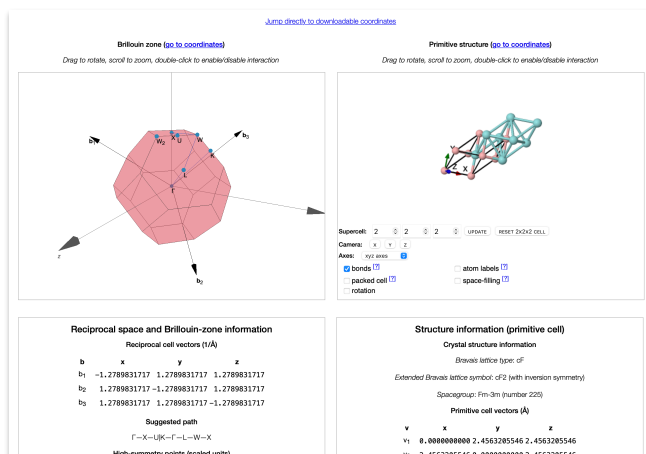 Jump directly to downloadable coordinates
Brillouin zone (go to coordinates)
Drag to rotate, scroll to zoom, double-click to enable/disable interaction
b1
b3
W2
X
U
W
K
L
Γ
z
b2
Primitive structure (go to coordinates)
Drag to rotate, scroll to zoom, double-click to enable/disable interaction
Z
X
Supercell: 2 2 2 UPDATE RESET 2X2X2 CELL
Camera: X Y Z
Axes: xyz axes
bonds [?] atom labels [?]
packed cell [?] space-filling [?]
rotation
Reciprocal space and Brillouin-zone information
Reciprocal cell vectors (1/Å)
b x y z
b1 -1.2789831717 1.2789831717 1.2789831717
b2 1.2789831717 -1.2789831717 1.2789831717
b3 1.2789831717 1.2789831717 -1.2789831717
Suggested path
Γ—X—U|K—Γ—L—W—X
High-symmetry points (scaled units)
Structure information (primitive cell)
Crystal structure information
Bravais lattice type: cF
Extended Bravais lattice symbol: cF2 (with inversion symmetry)
Spacegroup: Fm-3m (number 225)
Primitive cell vectors (Å)
v x y z
v1 0.0000000000 2.4563205546 2.4563205546